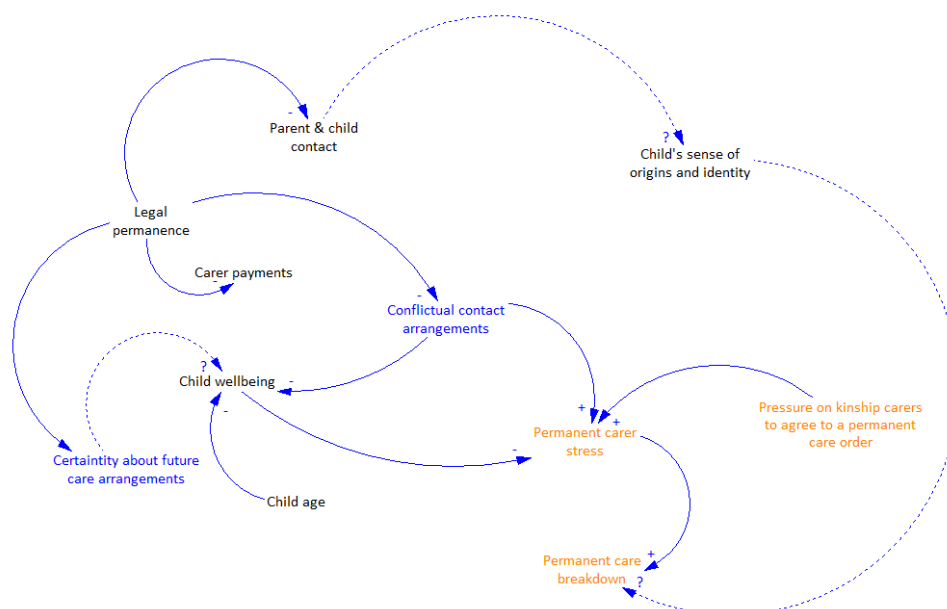 -
Parent & child
contact
?
Child's sense of
origins and identity
Legal
permanence
Carer payments
-
-
Conflictual contact
arrangements
?
Child wellbeing
-
-
+
+
Pressure on kinship carers
to agree to a permanent
care order
Permanent carer
stress
-
Certaintity about future
care arrangements
Child age
Permanent care
breakdown
+
?